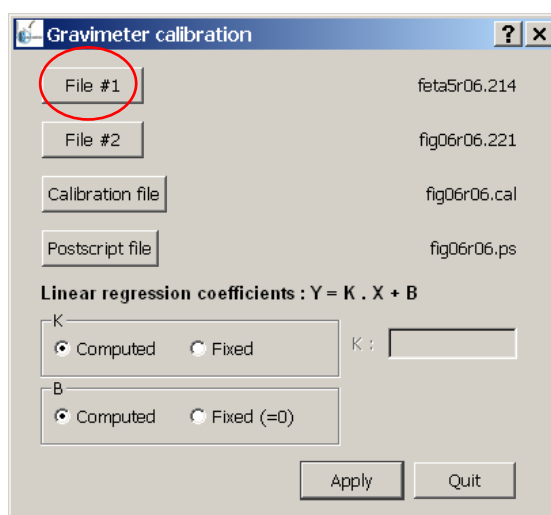 Gravimeter calibration
File #1 feta5r06.214
File #2 fig06r06.221
Calibration file fig06r06.cal
Postscript file fig06r06.ps
Linear regression coefficients : Y = K . X + B
K
Computed Fixed K :
B
Computed Fixed (=0)
Apply Quit